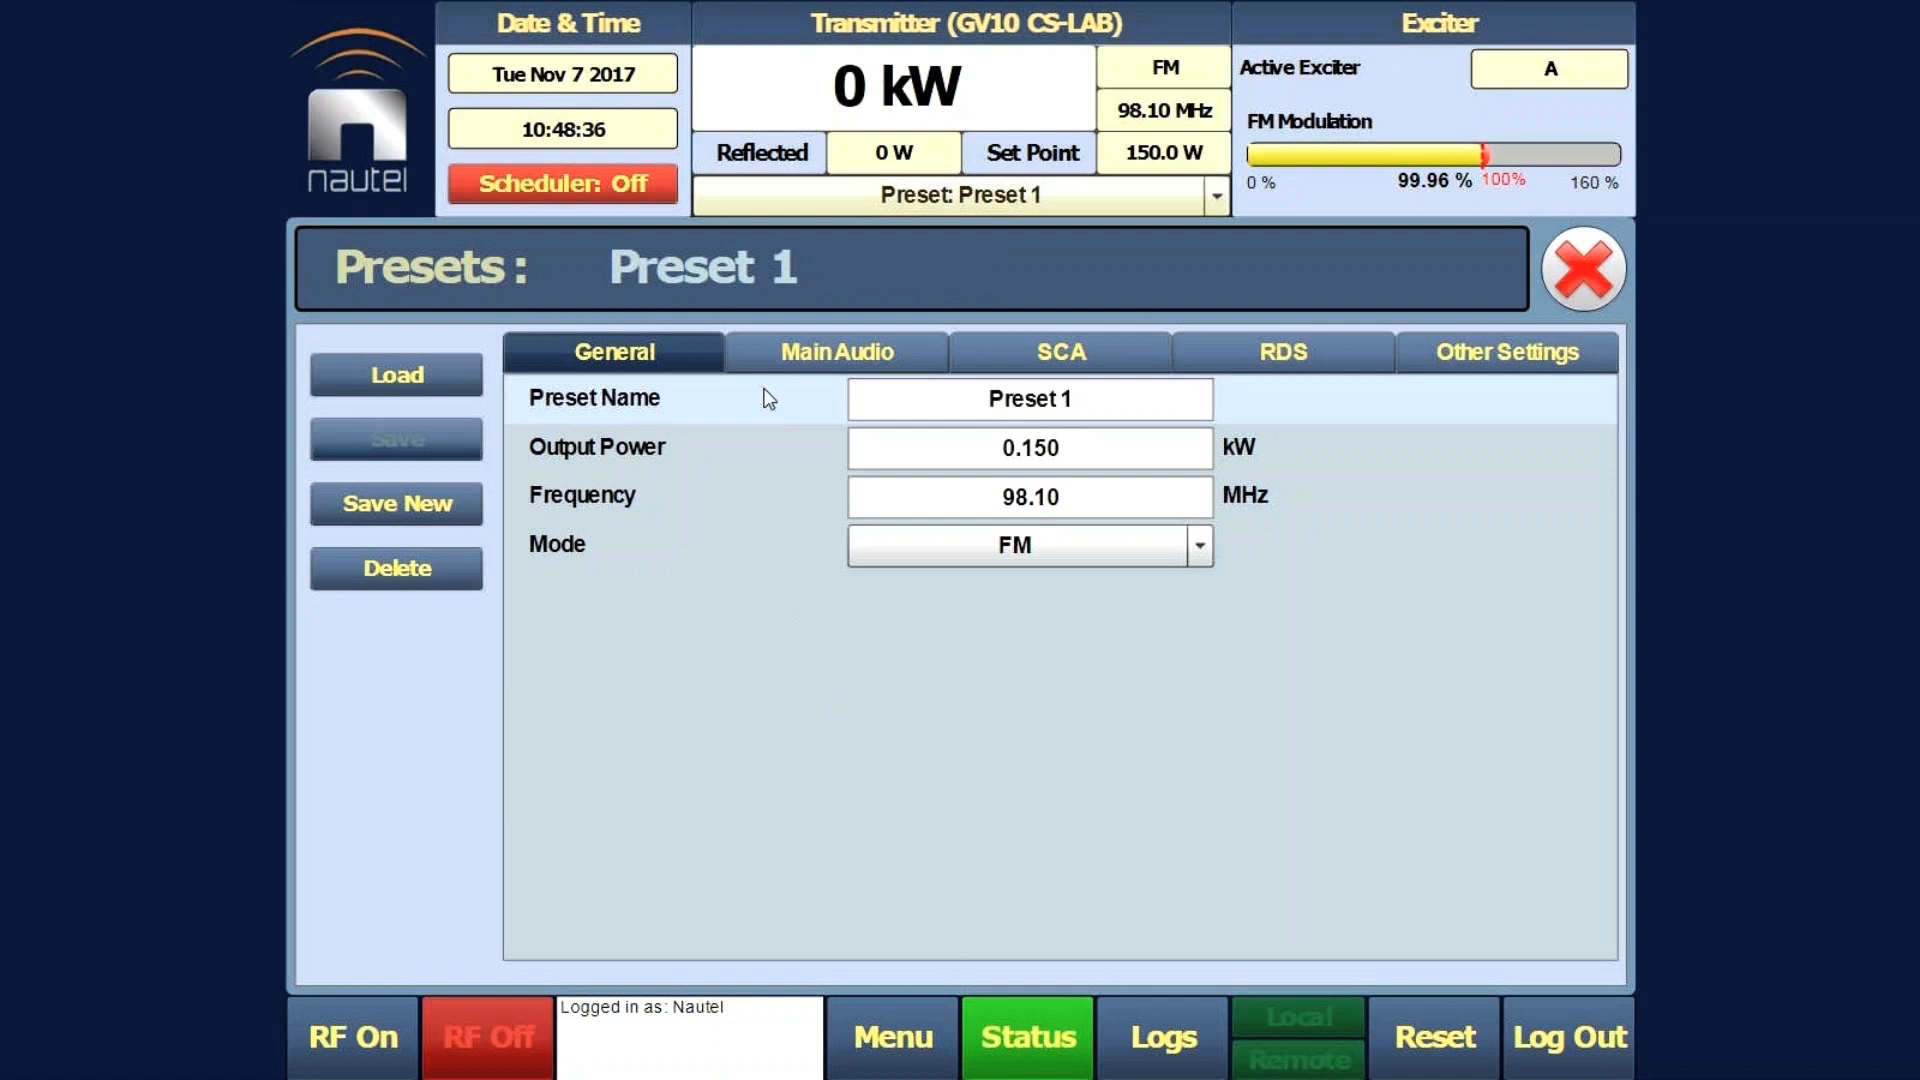 nautel
Date & Time
Tue Nov 7 2017
10:48:36
Scheduler: Off
Transmitter (GV10 CS-LAB)
0 kW
FM
98.10 MHz
Reflected 0 W Set Point 150.0 W
Preset: Preset 1
Exciter
Active Exciter A
FM Modulation
0 % 99.96 % 100% 160 %
Presets: Preset 1
Load
Save
Save New
Delete
General Main Audio SCA RDS Other Settings
Preset Name Preset 1
Output Power 0.150 kW
Frequency 98.10 MHz
Mode FM
RF On
RF Off
Logged in as: Nautel
Menu
Status
Logs
Local
Remote
Reset
Log Out